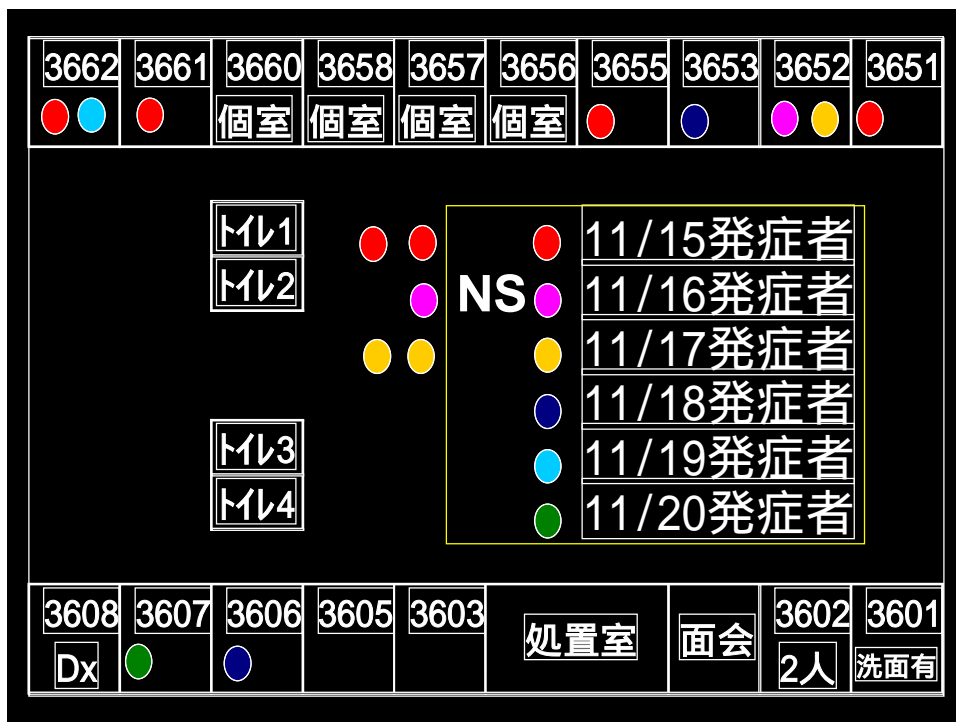 3662 3661 3660 3658 3657 3656 3655 3653 3652 3651
個室 個室 個室 個室
トイレ1
トイレ2
NS
11/15発症者
11/16発症者
11/17発症者
11/18発症者
11/19発症者
11/20発症者
トイレ3
トイレ4
3608 3607 3606 3605 3603 処置室 面会 3602 3601
Dx 2人 洗面有